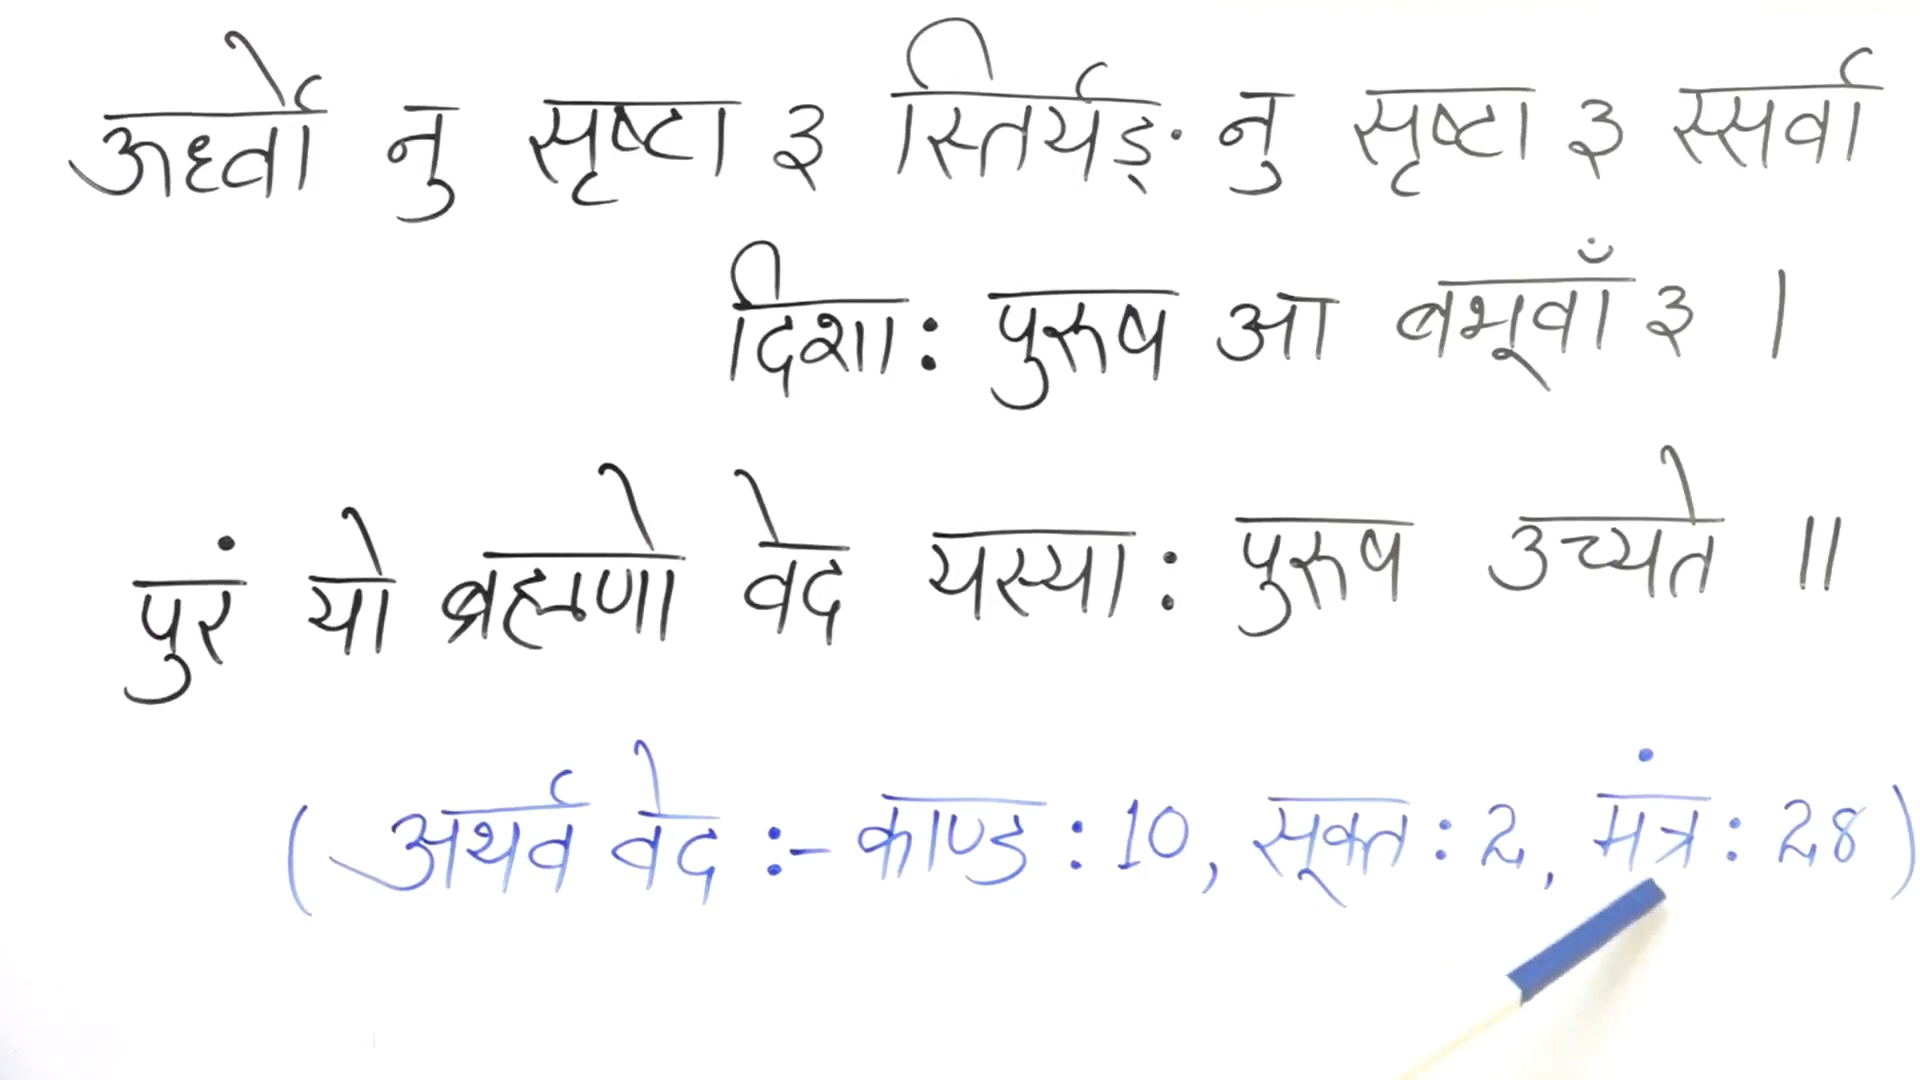 ऊर्ध्वो नु सृष्टा ३ स्तिर्यङ् नु सृष्टा ३ स्सर्वा
दिशा: पुरुष आ बभूवाँ ३ ।
पुरं यो ब्रह्मणो वेद यस्या: पुरुष उच्यते ॥
( अथर्व वेद :- काण्ड : 10, सूक्त : 2, मंत्र : 28 )